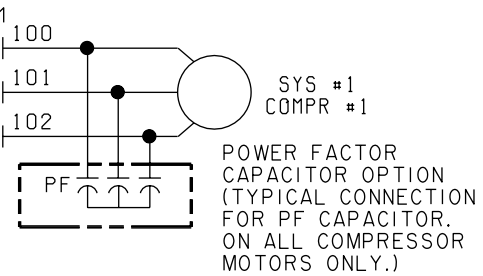 100
101
SYS #1
COMPR #1
102
PF
POWER FACTOR
CAPACITOR OPTION
(TYPICAL CONNECTION
FOR PF CAPACITOR.
ON ALL COMPRESSOR
MOTORS ONLY.)